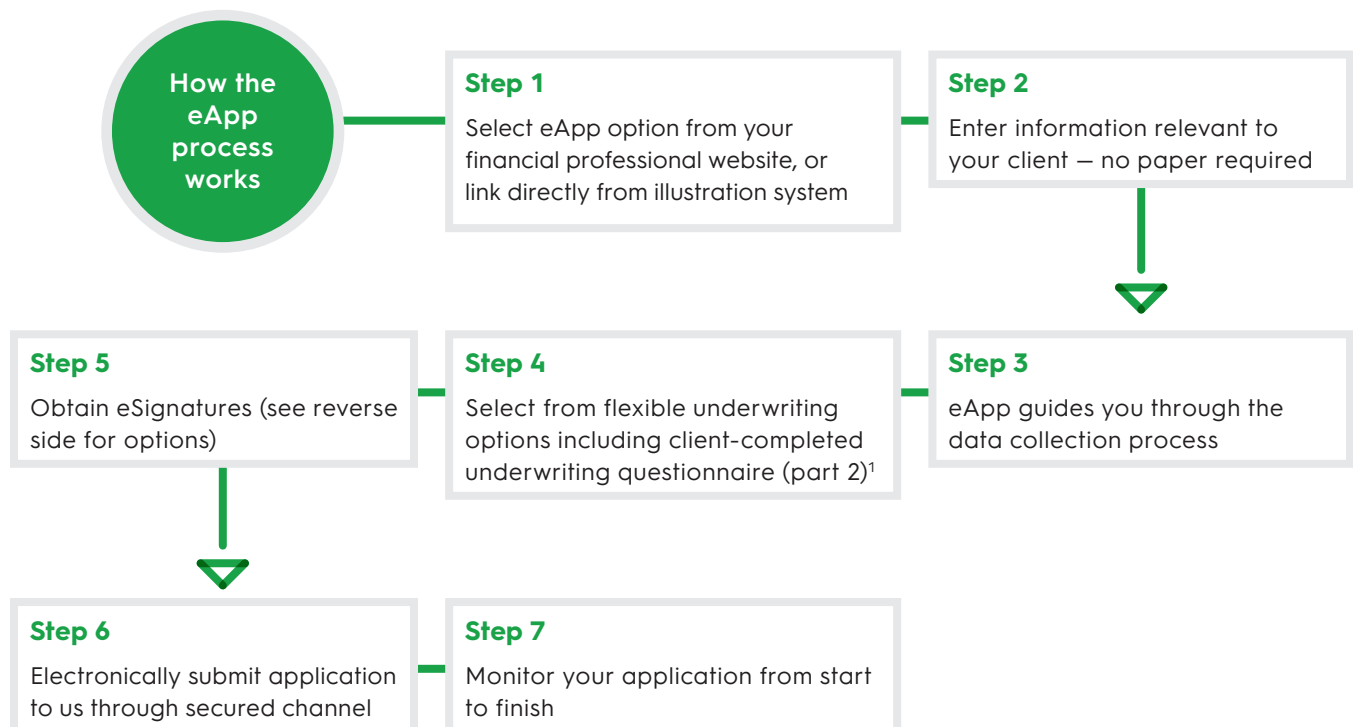 How the
eApp
process
works
Step 1
Select eApp option from your
financial professional website, or
link directly from illustration system
Step 2
Enter information relevant to
your client – no paper required
Step 3
eApp guides you through the
data collection process
Step 4
Select from flexible underwriting
options including client-completed
underwriting questionnaire (part 2)¹
Step 5
Obtain eSignatures (see reverse
side for options)
Step 6
Electronically submit application
to us through secured channel
Step 7
Monitor your application from start
to finish